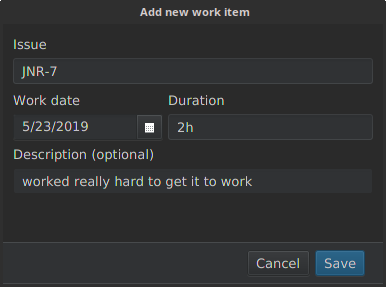 Add new work item
Issue
JNR-7
Work date Duration
5/23/2019 2h
Description (optional)
worked really hard to get it to work
Cancel Save